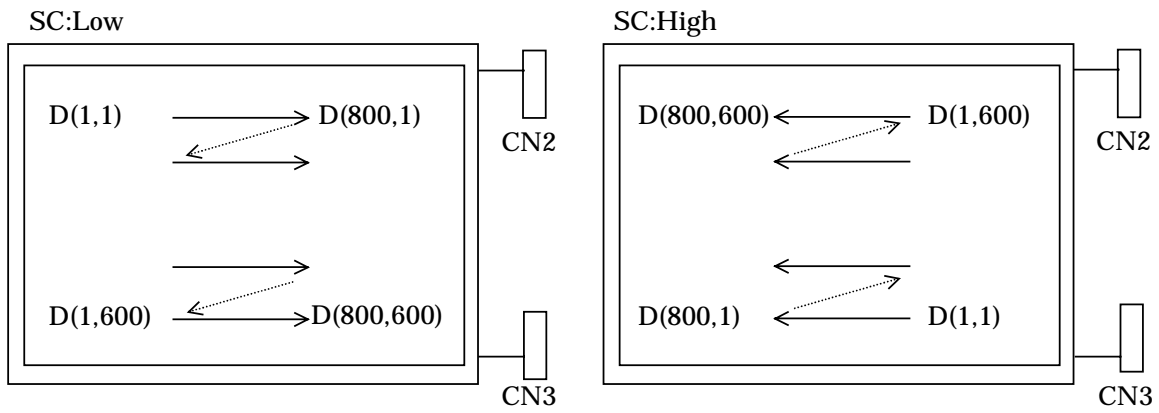 SC:Low
D(1,1) D(800,1)
CN2
D(1,600) D(800,600)
CN3
SC:High
D(800,600) D(1,600)
CN2
D(800,1) D(1,1)
CN3